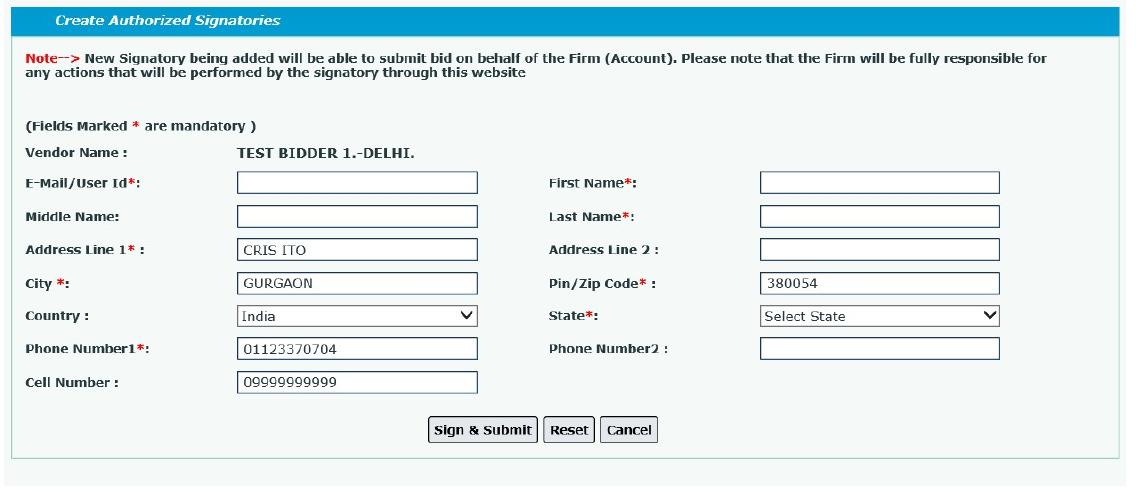 Create Authorized Signatories
Note--> New Signatory being added will be able to submit bid on behalf of the Firm (Account). Please note that the Firm will be fully responsible for
any actions that will be performed by the signatory through this website
(Fields Marked * are mandatory )
Vendor Name : TEST BIDDER 1.-DELHI.
E-Mail/User Id*: First Name*:
Middle Name: Last Name*:
Address Line 1* : CRIS ITO Address Line 2 :
City *: GURGAON Pin/Zip Code* : 380054
Country : India State*: Select State
Phone Number1*: 01123370704 Phone Number2 :
Cell Number : 09999999999
Sign & Submit Reset Cancel